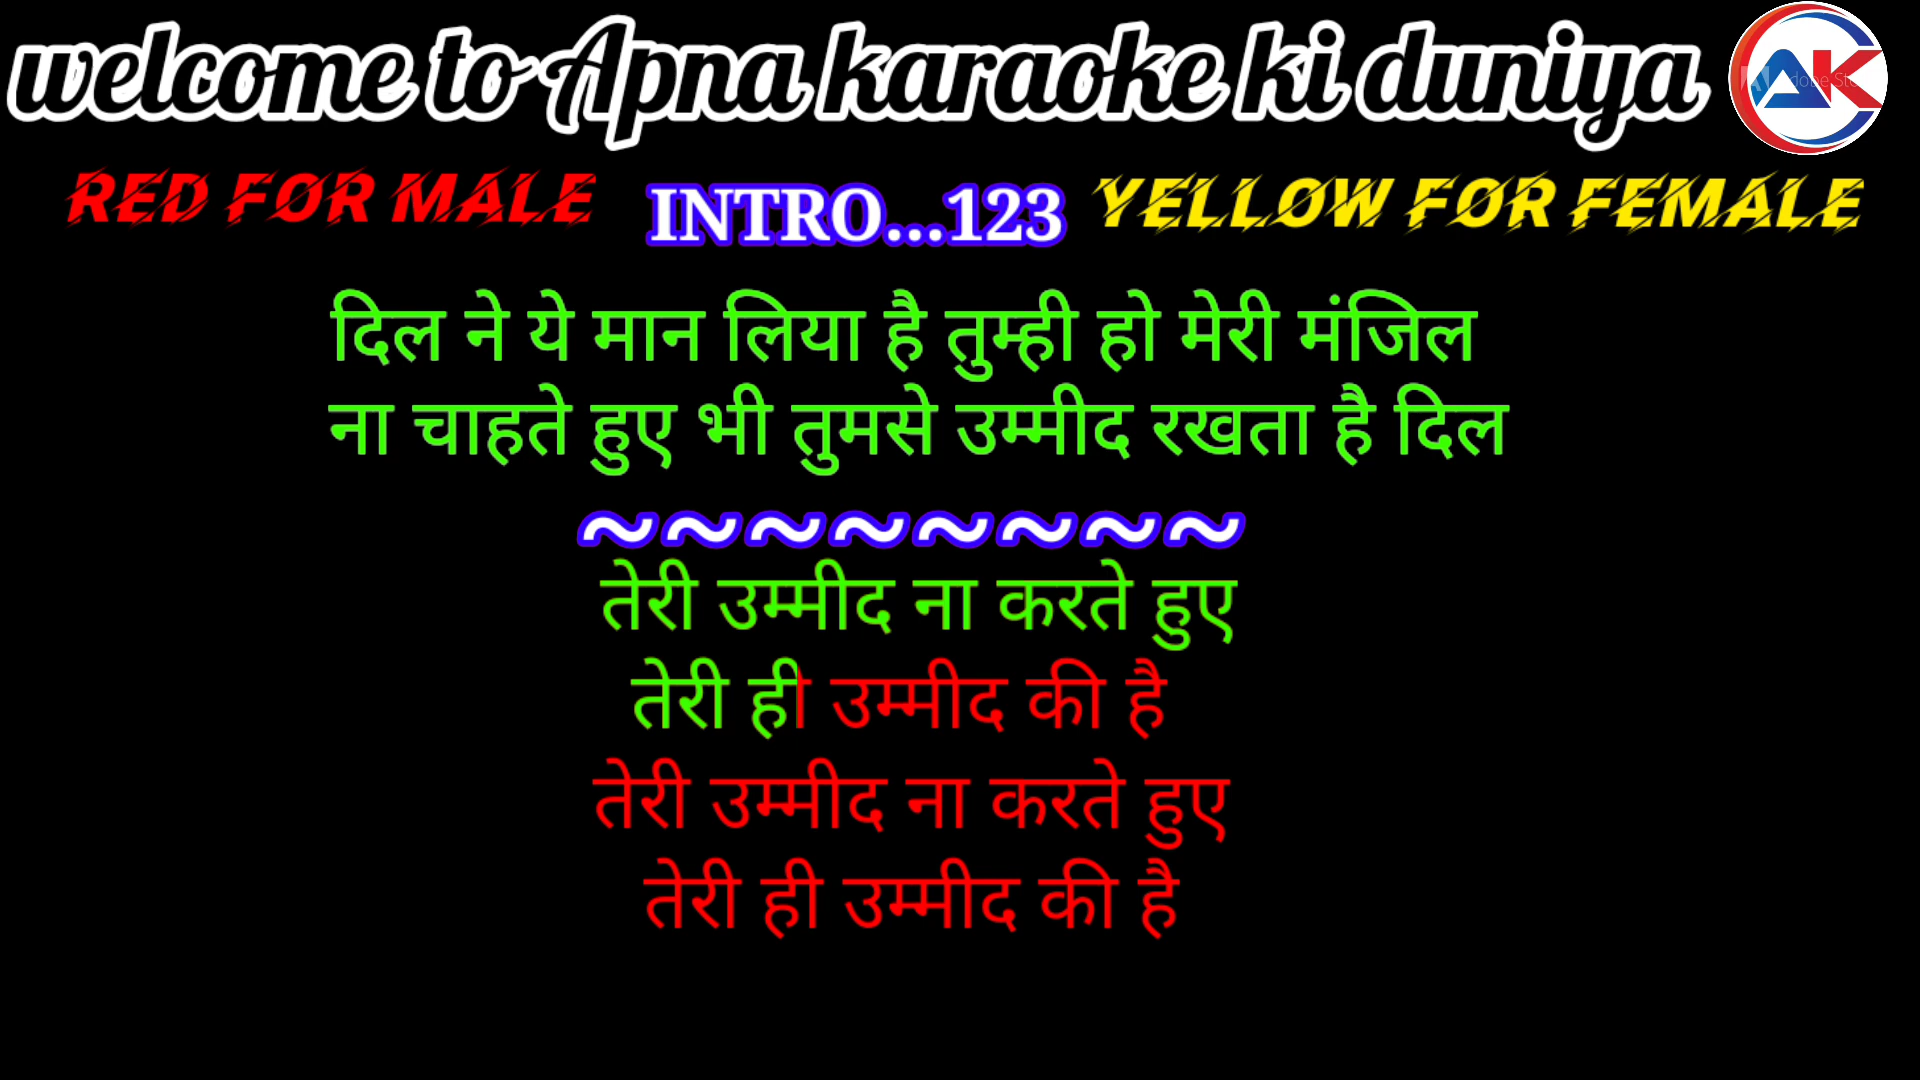 welcome to Apna karaoke ki duniya
AK
RED FOR MALE
INTRO...123
YELLOW FOR FEMALE
दिल ने ये मान लिया है तुम्ही हो मेरी मंजिल
ना चाहते हुए भी तुमसे उम्मीद रखता है दिल
~~~~~~~~
तेरी उम्मीद ना करते हुए
तेरी ही उम्मीद की है
तेरी उम्मीद ना करते हुए
तेरी ही उम्मीद की है